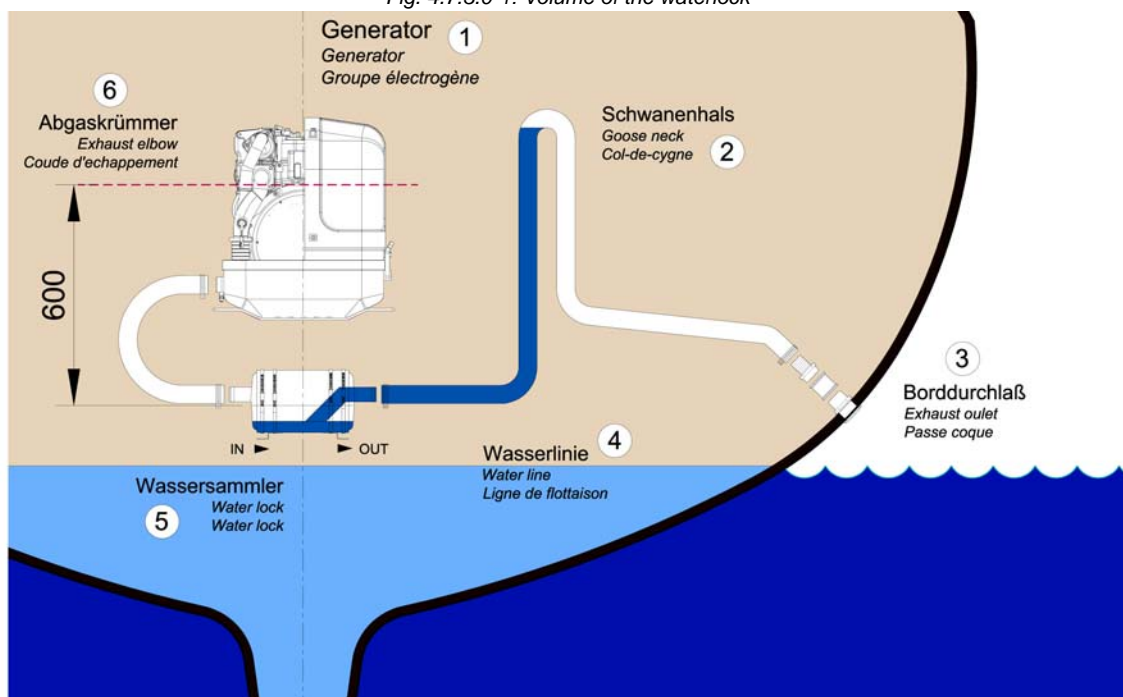 Fig. 4.7.3.0-1: Volume of the waterlock
Generator
Generator
Groupe électrogène
1
6
Abgaskrümmer
Exhaust elbow
Coude d'echappement
Schwanenhals
Goose neck
Col-de-cygne
2
600
3
Borddurchlaß
Exhaust oulet
Passe coque
IN
OUT
Wasserlinie
Water line
Ligne de flottaison
4
Wassersammler
Water lock
Water lock
5